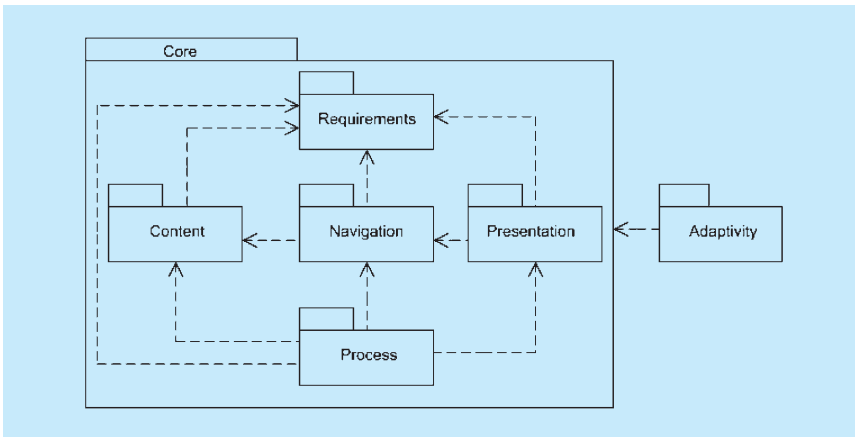 Core
Requirements
Content
Navigation
Presentation
Adaptivity
Process